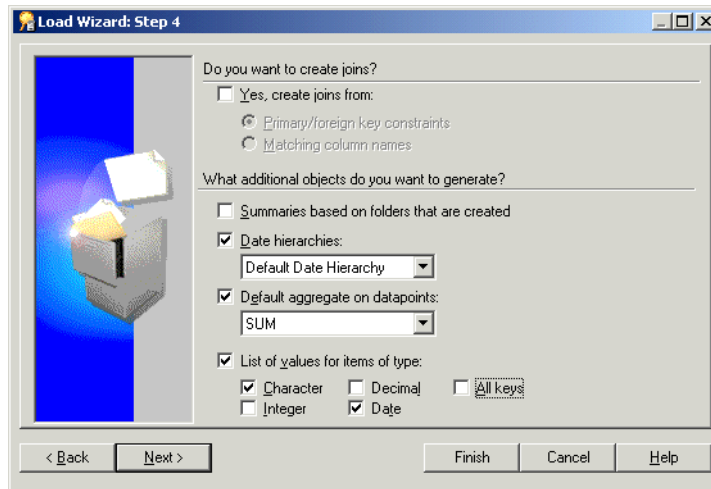 Load Wizard: Step 4
Do you want to create joins?
Yes, create joins from:
Primary/foreign key constraints
Matching column names
What additional objects do you want to generate?
Summaries based on folders that are created
Date hierarchies:
Default Date Hierarchy
Default aggregate on datapoints:
SUM
List of values for items of type:
Character Decimal All keys
Integer Date
< Back Next > Finish Cancel Help